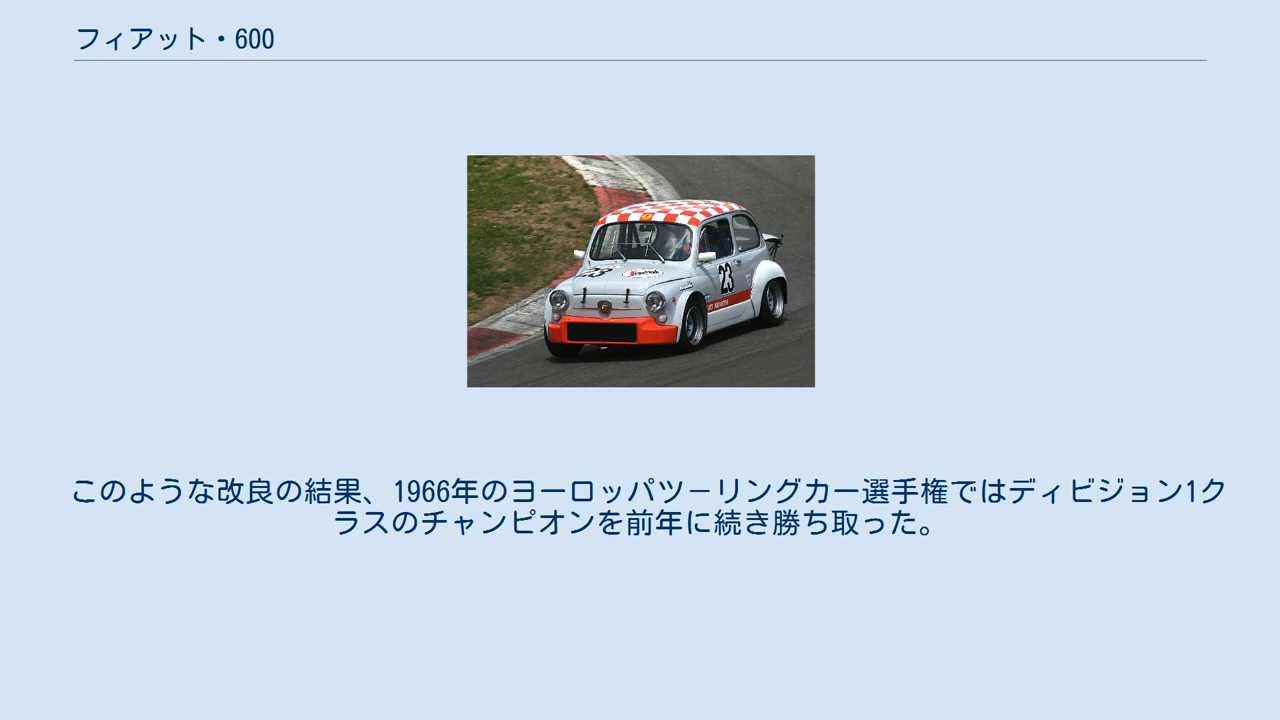 フィアット・600
23
23
このような改良の結果、1966年のヨーロッパツ－リングカー選手権ではディビジョン1ク
ラスのチャンピオンを前年に続き勝ち取った。